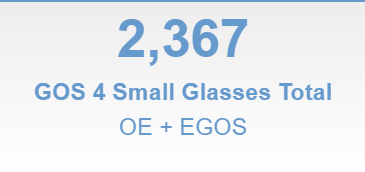 2,367
GOS 4 Small Glasses Total
OE + EGOS